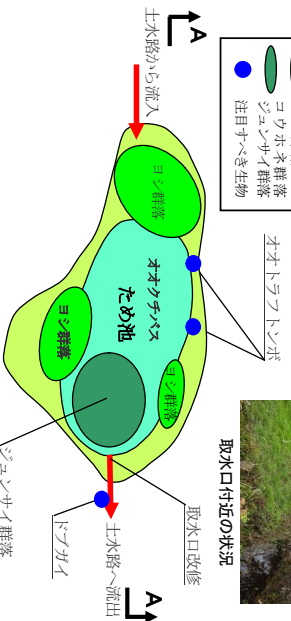 コウホネ群落
ジュンサイ群落
注目すべき生物
A
土水路から流入
ヨシ群落
オオクチバス
ため池
ヨシ群落
ヨシ群落
オオトラフトンボ
取水口付近の状況
取水口改修
土水路へ流出
ドブガイ
ジュンサイ群落
A